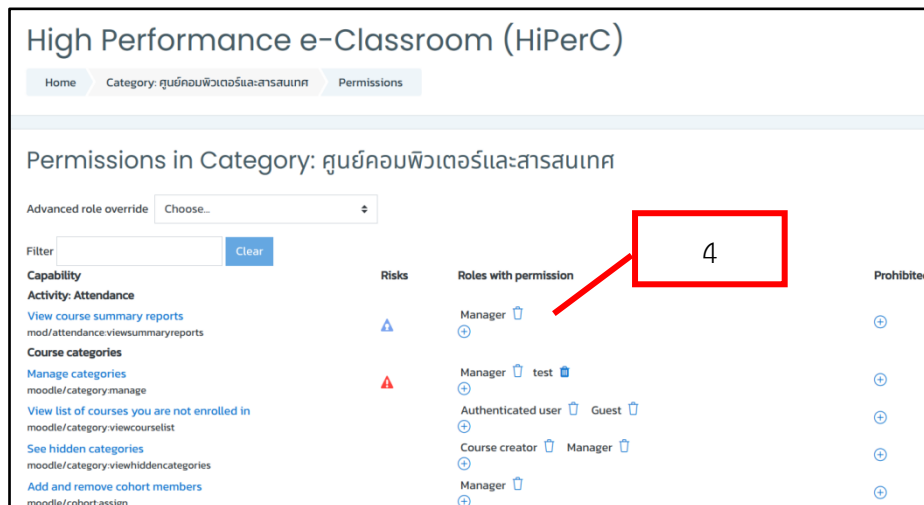 High Performance e-Classroom (HiPerC)
Home Category: ศูนย์คอมพิวเตอร์และสารสนเทศ Permissions
Permissions in Category: ศูนย์คอมพิวเตอร์และสารสนเทศ
Advanced role override Choose...
4
Filter Clear
Capability Risks Roles with permission Prohibited
Activity: Attendance
View course summary reports Manager
mod/attendance:viewsummaryreports
Course categories
Manage categories Manager test
moodle/category:manage
View list of courses you are not enrolled in Authenticated user Guest
moodle/category:viewcourselist
See hidden categories Course creator Manager
moodle/category:viewhiddencategories
Add and remove cohort members Manager
moodle/cohort:assign